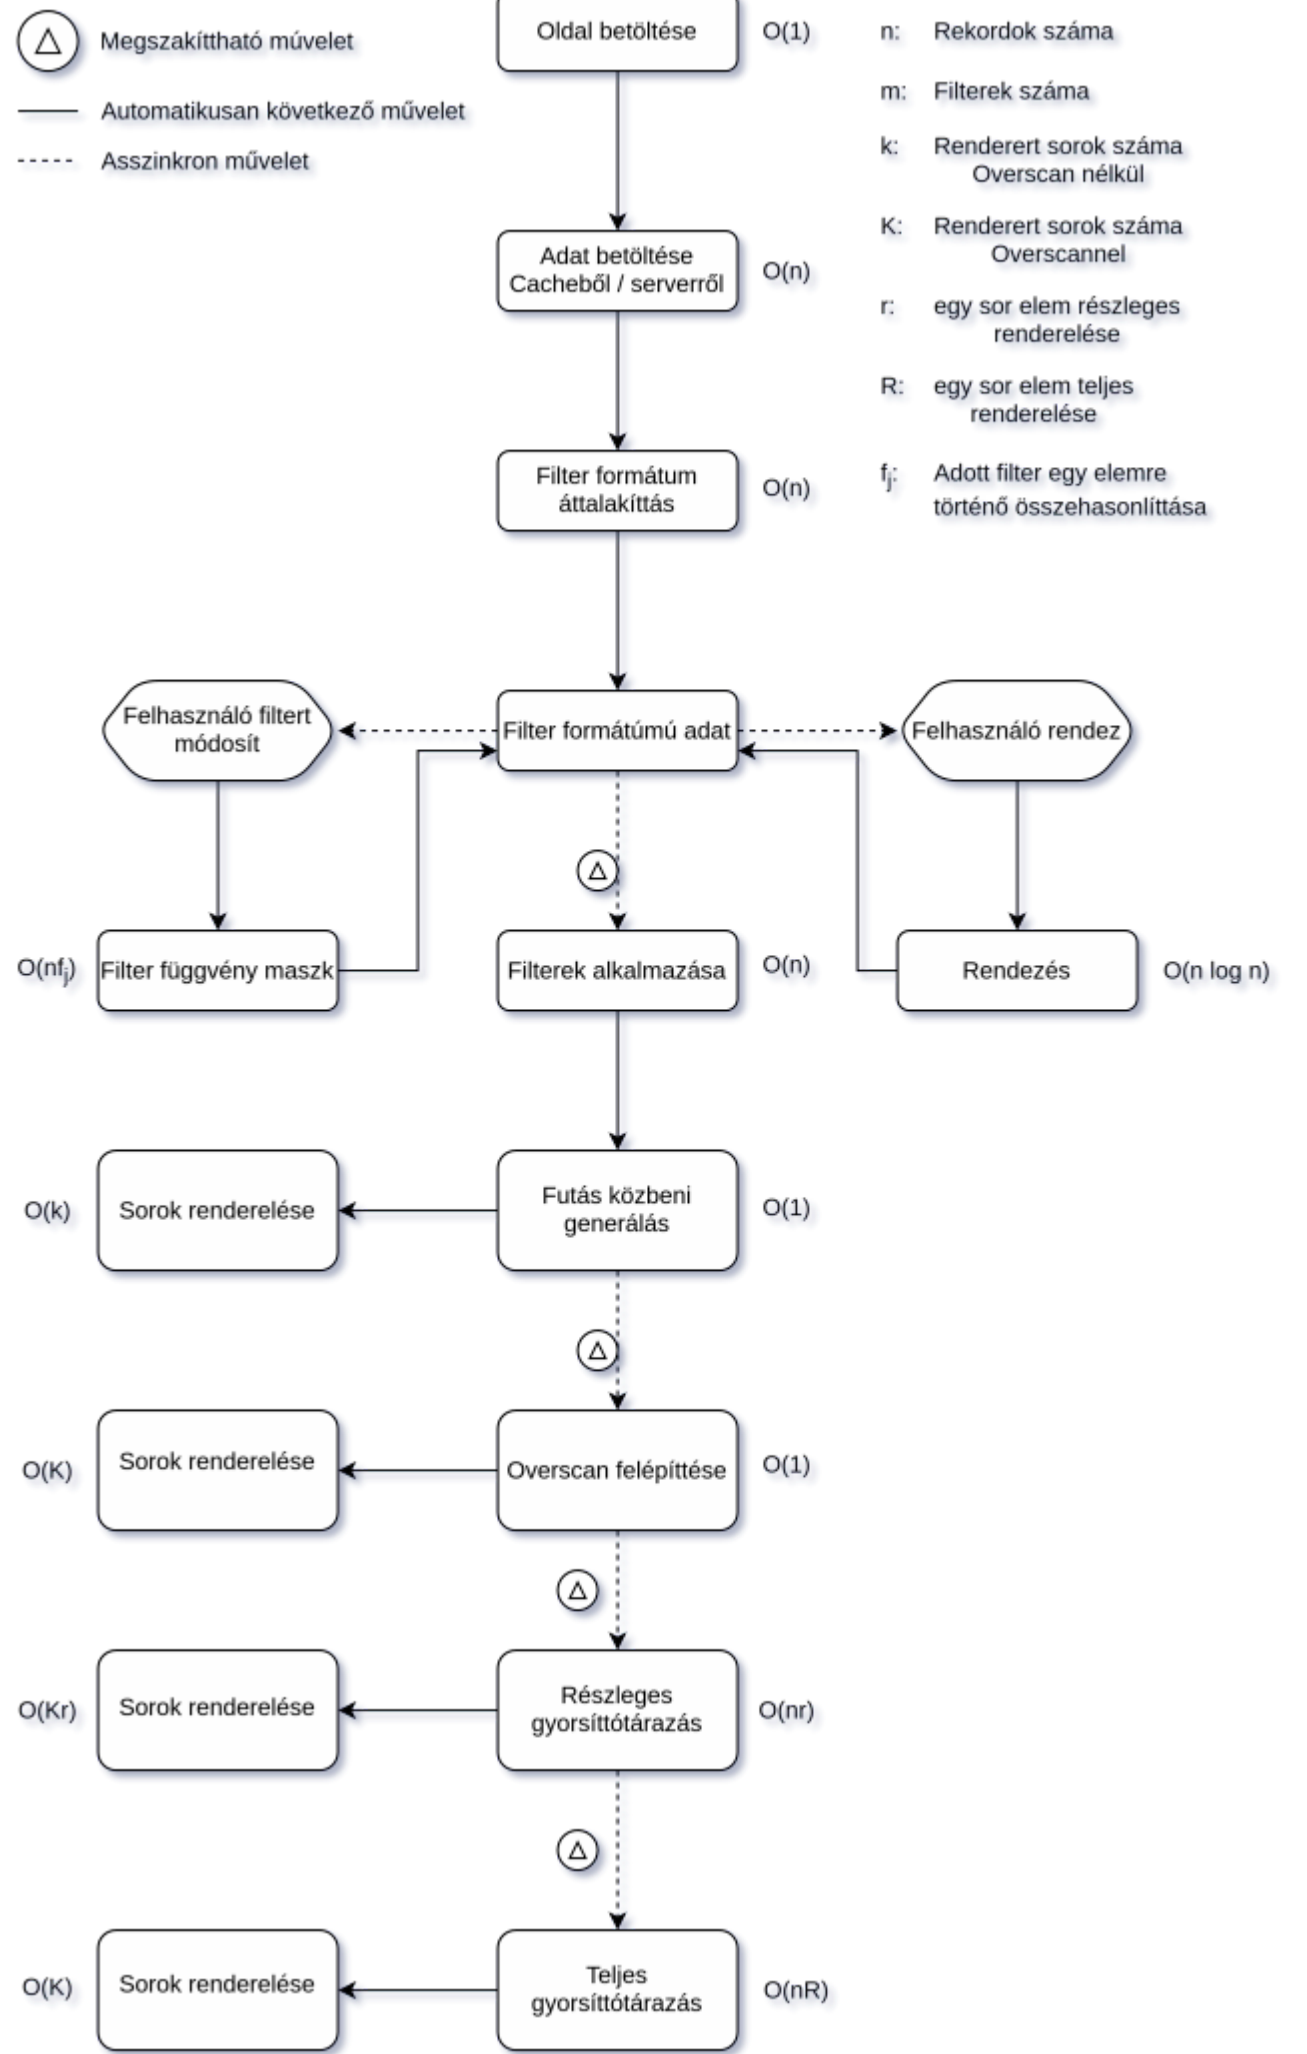 Megszakíttható múvelet
Automatikusan következő művelet
Asszinkron művelet
Oldal betöltése
O(1)
n: Rekordok száma
m: Filterek száma
k: Renderert sorok száma
Overscan nélkül
K: Renderert sorok száma
Overscannel
r: egy sor elem részleges
renderelése
R: egy sor elem teljes
renderelése
fj: Adott filter egy elemre
történő összehasonlíttása
Adat betöltése
Cacheből / serverről
O(n)
Filter formátum
áttalakíttás
O(n)
Felhasználó filtert
módosít
Filter formátúmú adat
Felhasználó rendez
O(nfj)
Filter függvény maszk
Filterek alkalmazása
O(n)
Rendezés
O(n log n)
O(k)
Sorok renderelése
Futás közbeni
generálás
O(1)
O(K)
Sorok renderelése
Overscan felépíttése
O(1)
O(Kr)
Sorok renderelése
Részleges
gyorsíttótárazás
O(nr)
O(K)
Sorok renderelése
Teljes
gyorsíttótárazás
O(nR)